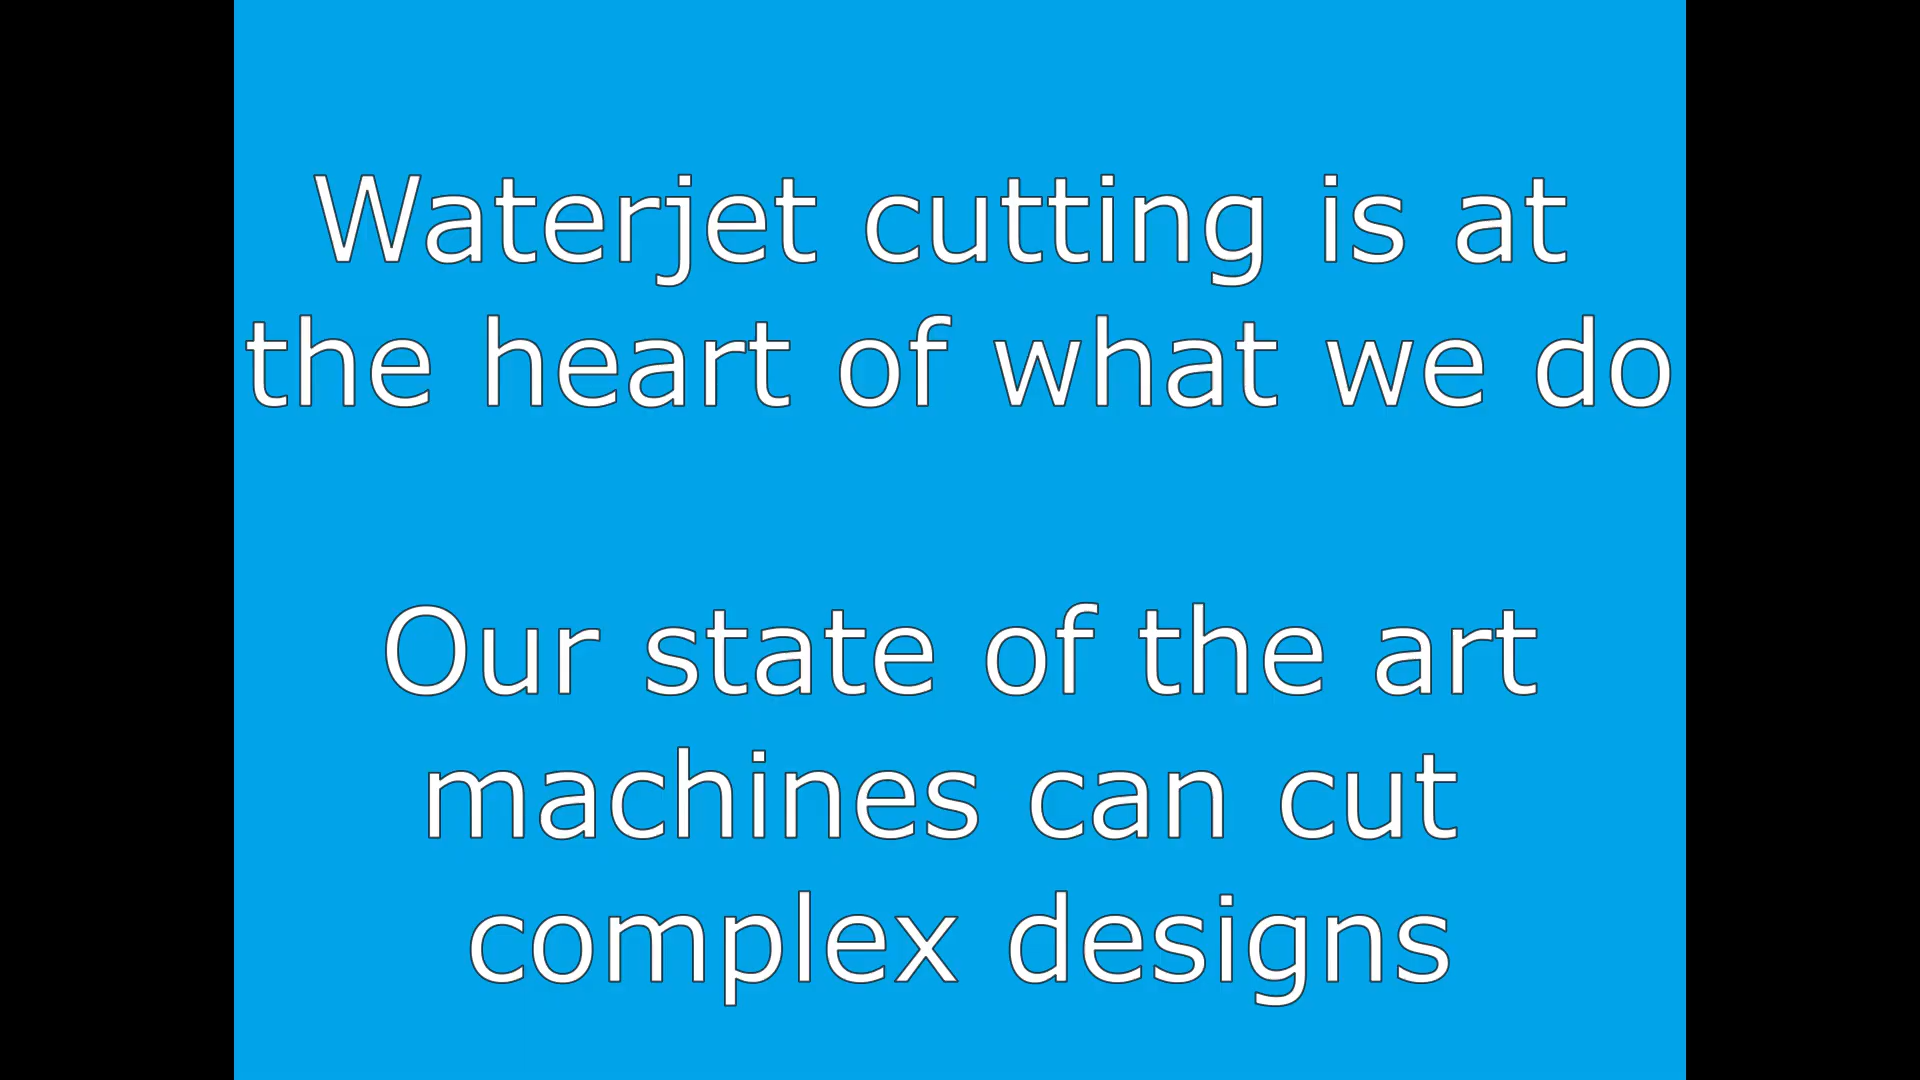 Waterjet cutting is at
the heart of what we do
Our state of the art
machines can cut
complex designs